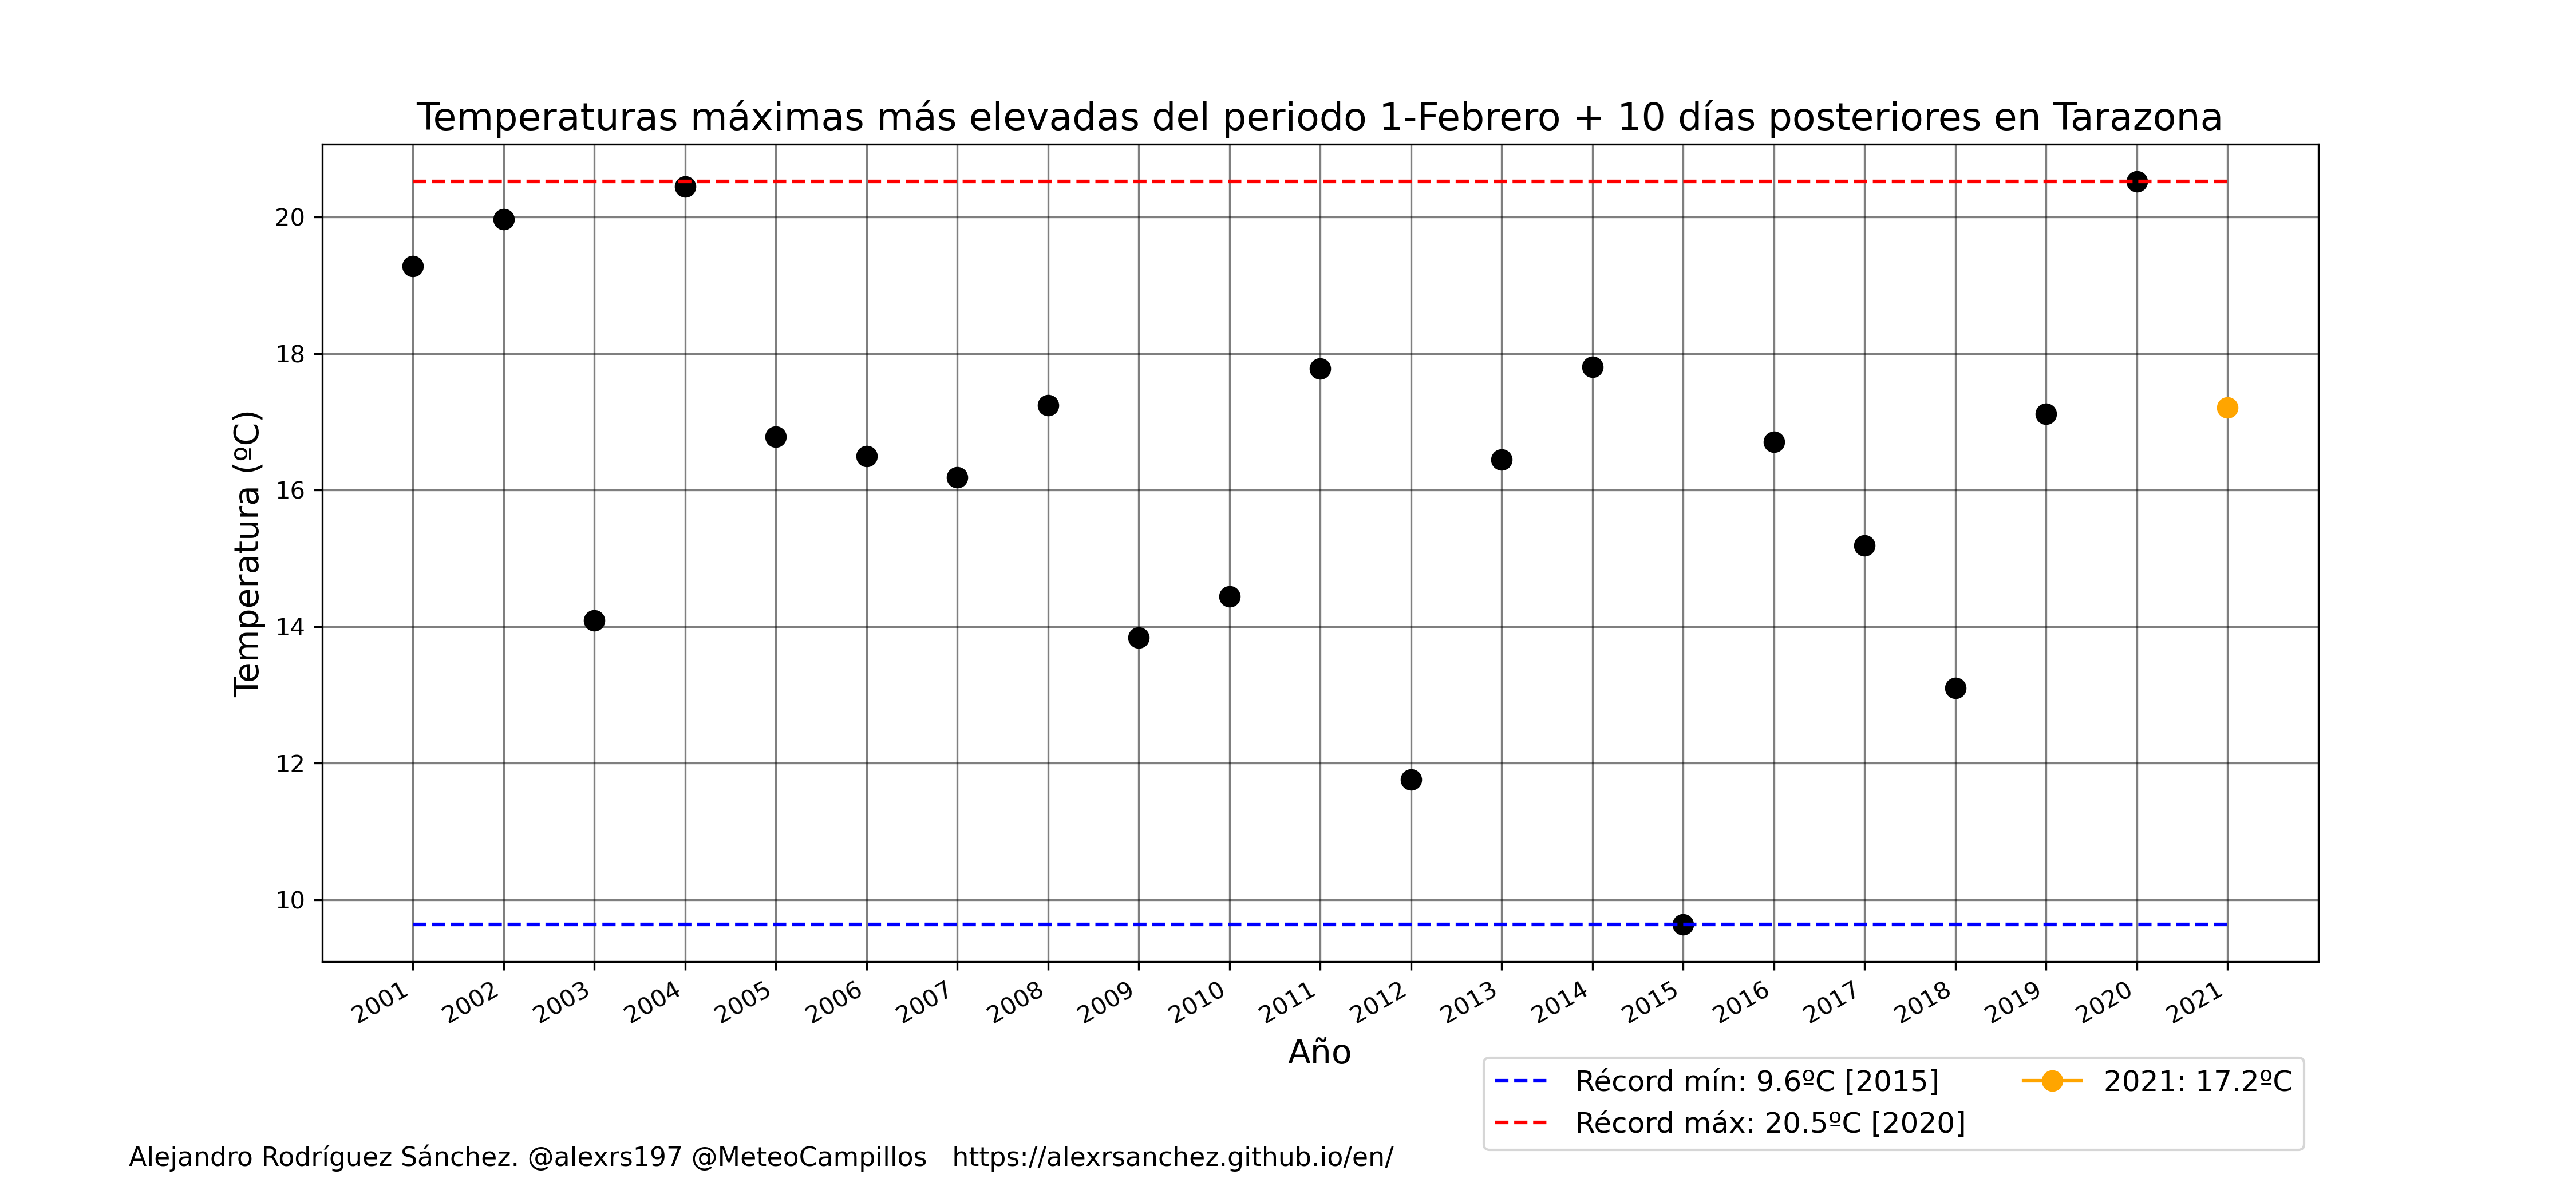 Temperaturas máximas más elevadas del periodo 1-Febrero + 10 días posteriores en Tarazona
Temperatura (ºC)
20
18
16
14
12
10
2001 2002 2003 2004 2005 2006 2007 2008 2009 2010 2011 2012 2013 2014 2015 2016 2017 2018 2019 2020 2021
Año
Récord mín: 9.6ºC [2015]
Récord máx: 20.5ºC [2020]
2021: 17.2ºC
Alejandro Rodríguez Sánchez. @alexrs197 @MeteoCampillos https://alexrsanchez.github.io/en/